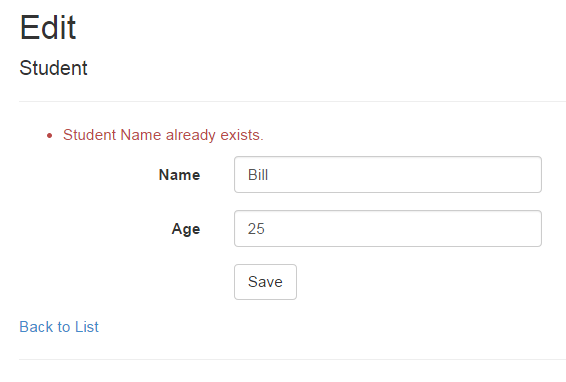 Edit
Student
• Student Name already exists.
Name Bill
Age 25
Save
Back to List